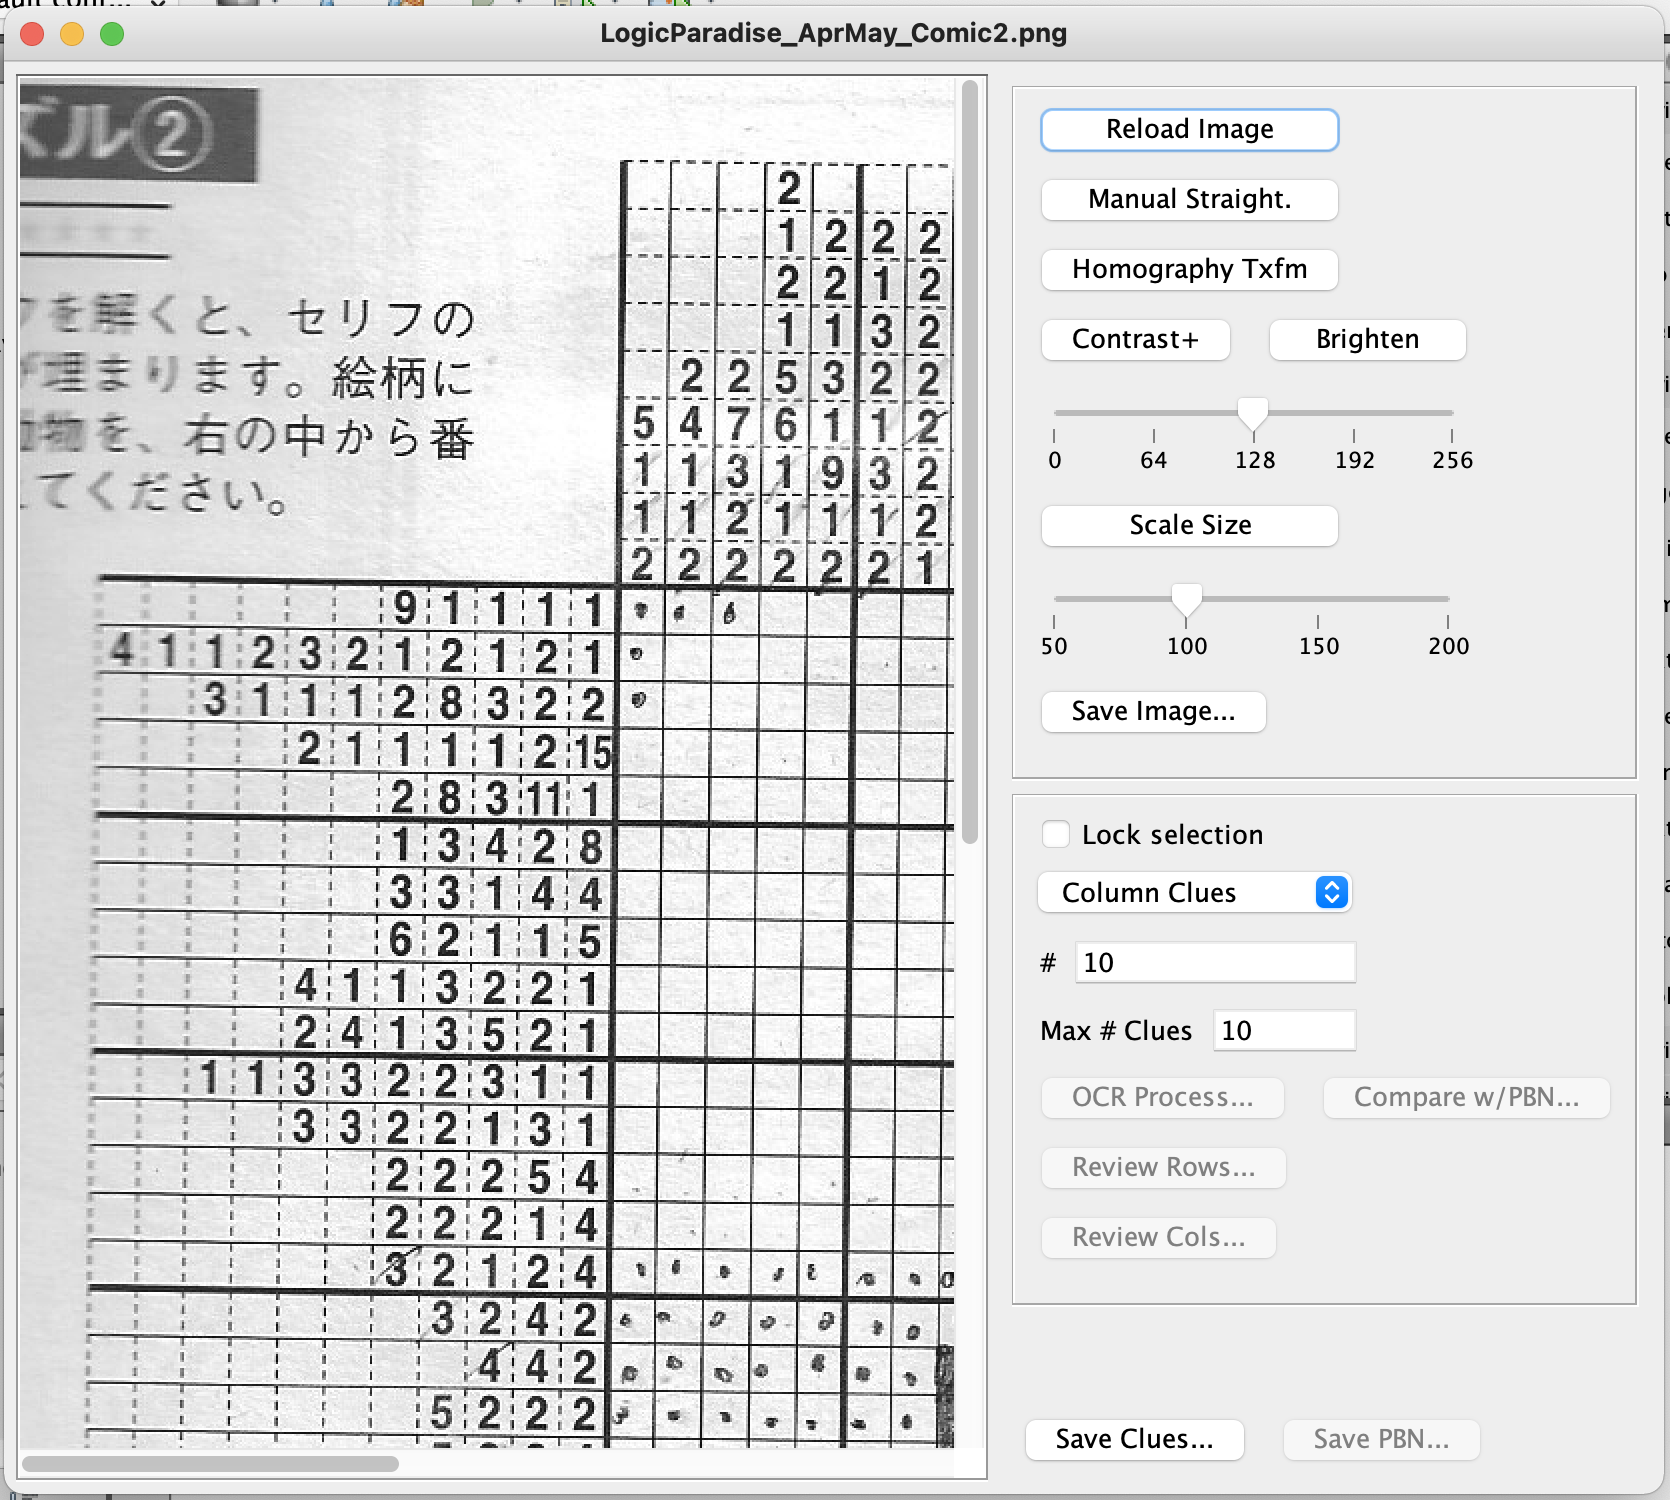 LogicParadise_AprMay_Comic2.png
ズル②
を解くと、セリフの
埋まります。絵柄に
物を、右の中から番
てください。
2
1 2 2 2
2 2 1 2
1 1 3 2
2 2 5 3 2 2
5 4 7 6 1 1 2
1 1 3 1 9 3 2
1 1 2 1 1 1 2
2 2 2 2 2 2 1
9 1 1 1 1
4 1 1 2 3 2 1 2 1 2 1
3 1 1 1 2 8 3 2 2
2 1 1 1 1 2 15
2 8 3 11 1
1 3 4 2 8
3 3 1 4 4
6 2 1 1 5
4 1 1 3 2 2 1
2 4 1 3 5 2 1
1 1 3 3 2 2 3 1 1
3 3 2 2 1 3 1
2 2 2 5 4
2 2 2 1 4
3 2 1 2 4
3 2 4 2
4 4 2
5 2 2 2
Reload Image
Manual Straight.
Homography Txfm
Contrast+ Brighten
0 64 128 192 256
Scale Size
50 100 150 200
Save Image...
Lock selection
Column Clues
# 10
Max # Clues 10
OCR Process... Compare w/PBN...
Review Rows...
Review Cols...
Save Clues... Save PBN...